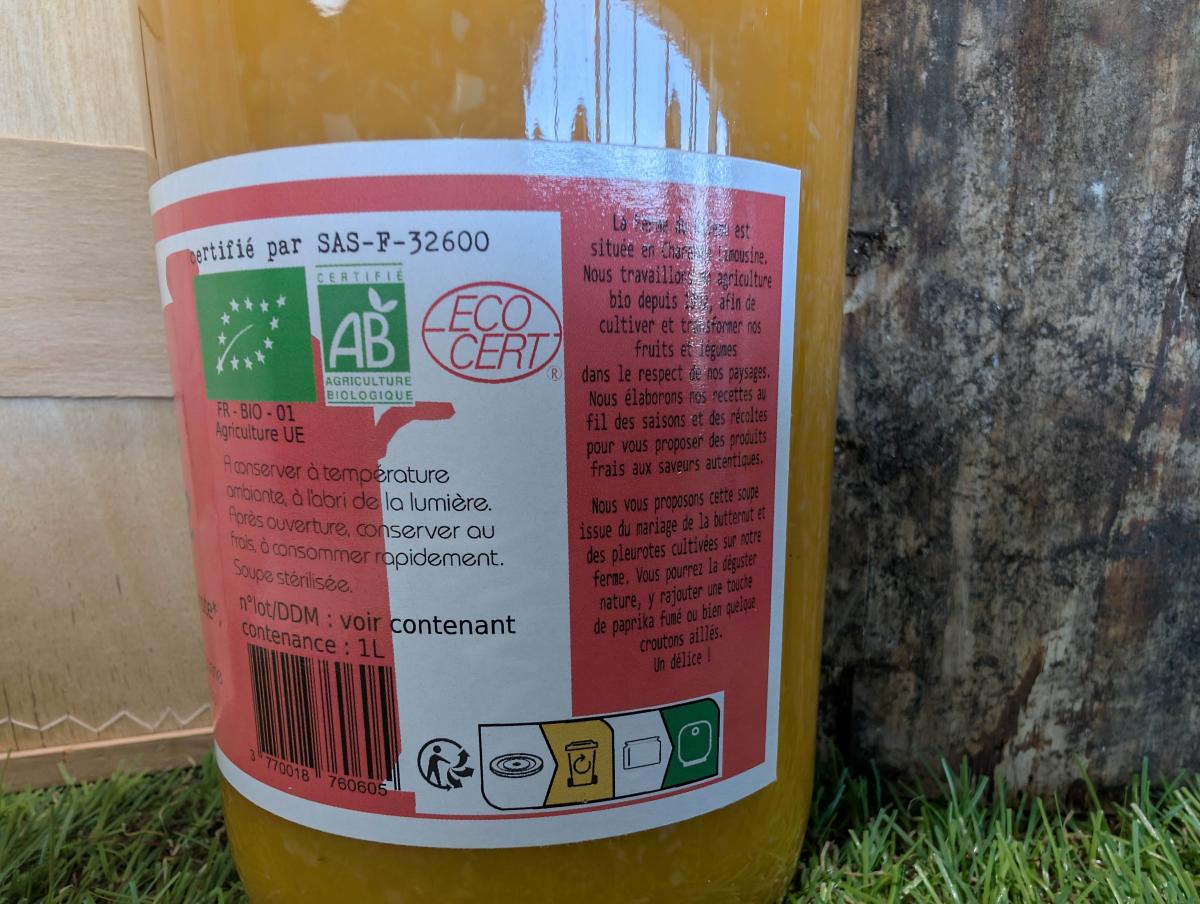 certifié par SAS-F-32600
CERTIFIÉ
AB
AGRICULTURE
BIOLOGIQUE
ECO
CERT
®
FR - BIO - 01
Agriculture UE
A conserver à température
ambiante, à l'abri de la lumière.
Après ouverture, conserver au
frais, à consommer rapidement.
Soupe stérilisée.
n°lot/DDM : voir contenant
contenance : 1L
3 770018 760605
La Ferme du est
située en Charente Limousine.
Nous travaillons agriculture
bio depuis afin de
cultiver et transformer nos
fruits et légumes
dans le respect de nos paysages.
Nous élaborons nos recettes au
fil des saisons et des récoltes
pour vous proposer des produits
frais aux saveurs autentiques.
Nous vous proposons cette soupe
issue du mariage de la butternut et
des pleurotes cultivées sur notre
ferme. Vous pourrez la déguster
nature, y rajouter une touche
de paprika fumé ou bien quelque
croutons aillés.
Un délice !